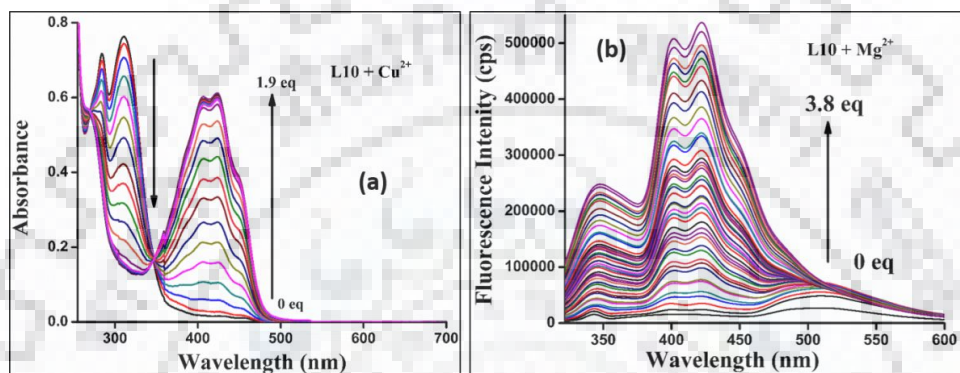 0.8
0.6
0.4
0.2
0.0
Absorbance
L10 + Cu²⁺
1.9 eq
(a)
0 eq
300 400 500 600 700
Wavelength (nm)
500000
400000
300000
200000
100000
0
Fluorescence Intenity (cps)
(b)
L10 + Mg²⁺
3.8 eq
0 eq
350 400 450 500 550 600
Wavelength (nm)